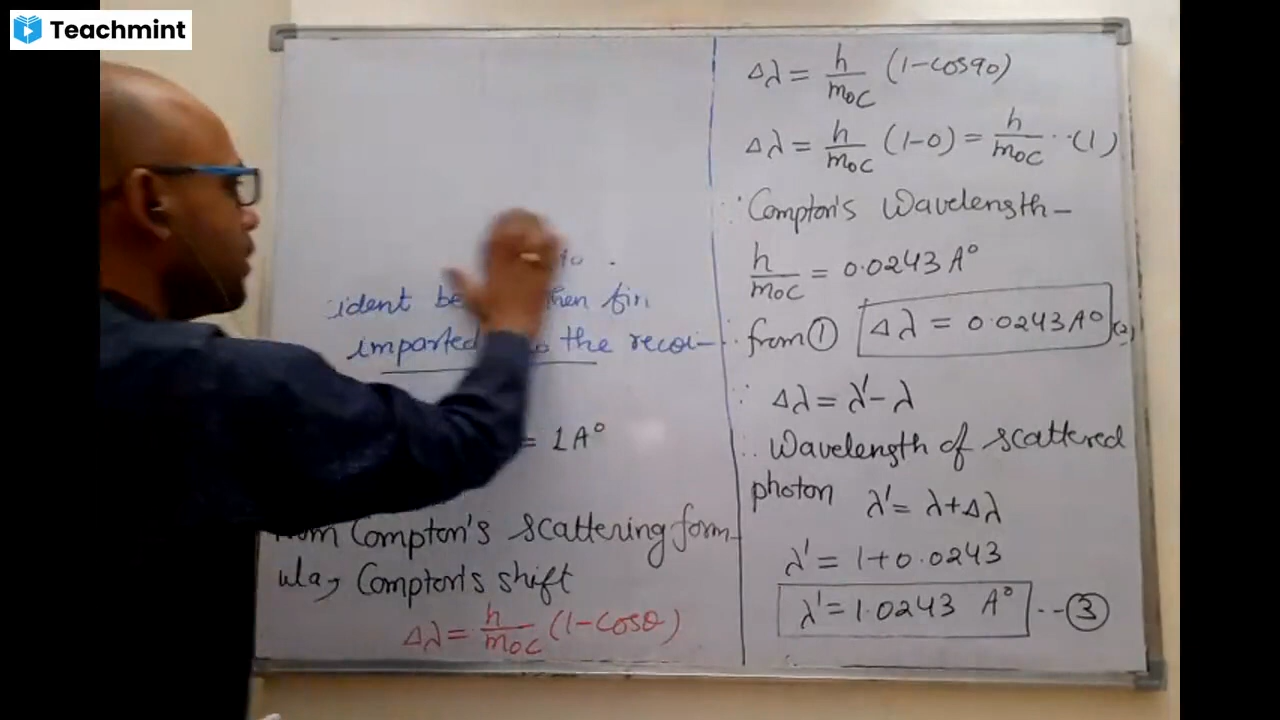 Teachmint
ident be hen fin
imparted to the recoi-
= 1A°
from Compton's scattering form-
ula, Compton's shift
Δλ = h/m₀c (1-cosθ)
Δλ = h/m₀c (1-cos90)
Δλ = h/m₀c (1-0) = h/m₀c ··(1)
∵ Compton's Wavelength-
h/m₀c = 0.0243 A°
∴ from ① Δλ = 0.0243A° (2)
∵ Δλ = λ' - λ
∴ Wavelength of scattered
photon λ' = λ+Δλ
λ' = 1+0.0243
λ' = 1.0243 A° --③